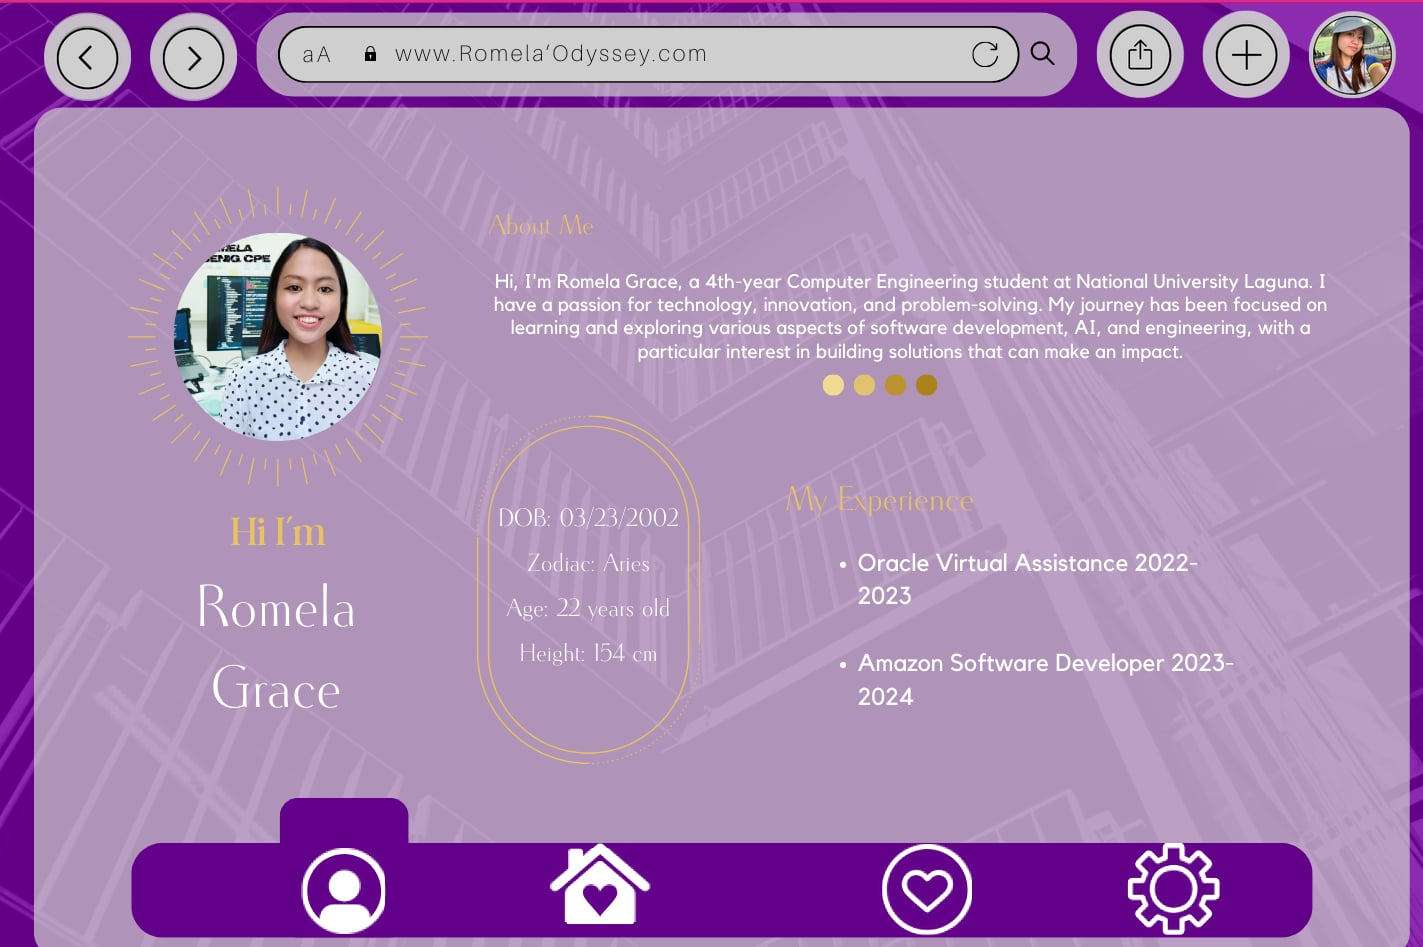 aA
www.Romela'Odyssey.com
About Me
Hi, I'm Romela Grace, a 4th-year Computer Engineering student at National University Laguna. I
have a passion for technology, innovation, and problem-solving. My journey has been focused on
learning and exploring various aspects of software development, AI, and engineering, with a
particular interest in building solutions that can make an impact.
Hi I'm
Romela
Grace
DOB: 03/23/2002
Zodiac: Aries
Age: 22 years old
Height: 154 cm
My Experience
• Oracle Virtual Assistance 2022-
2023
• Amazon Software Developer 2023-
2024